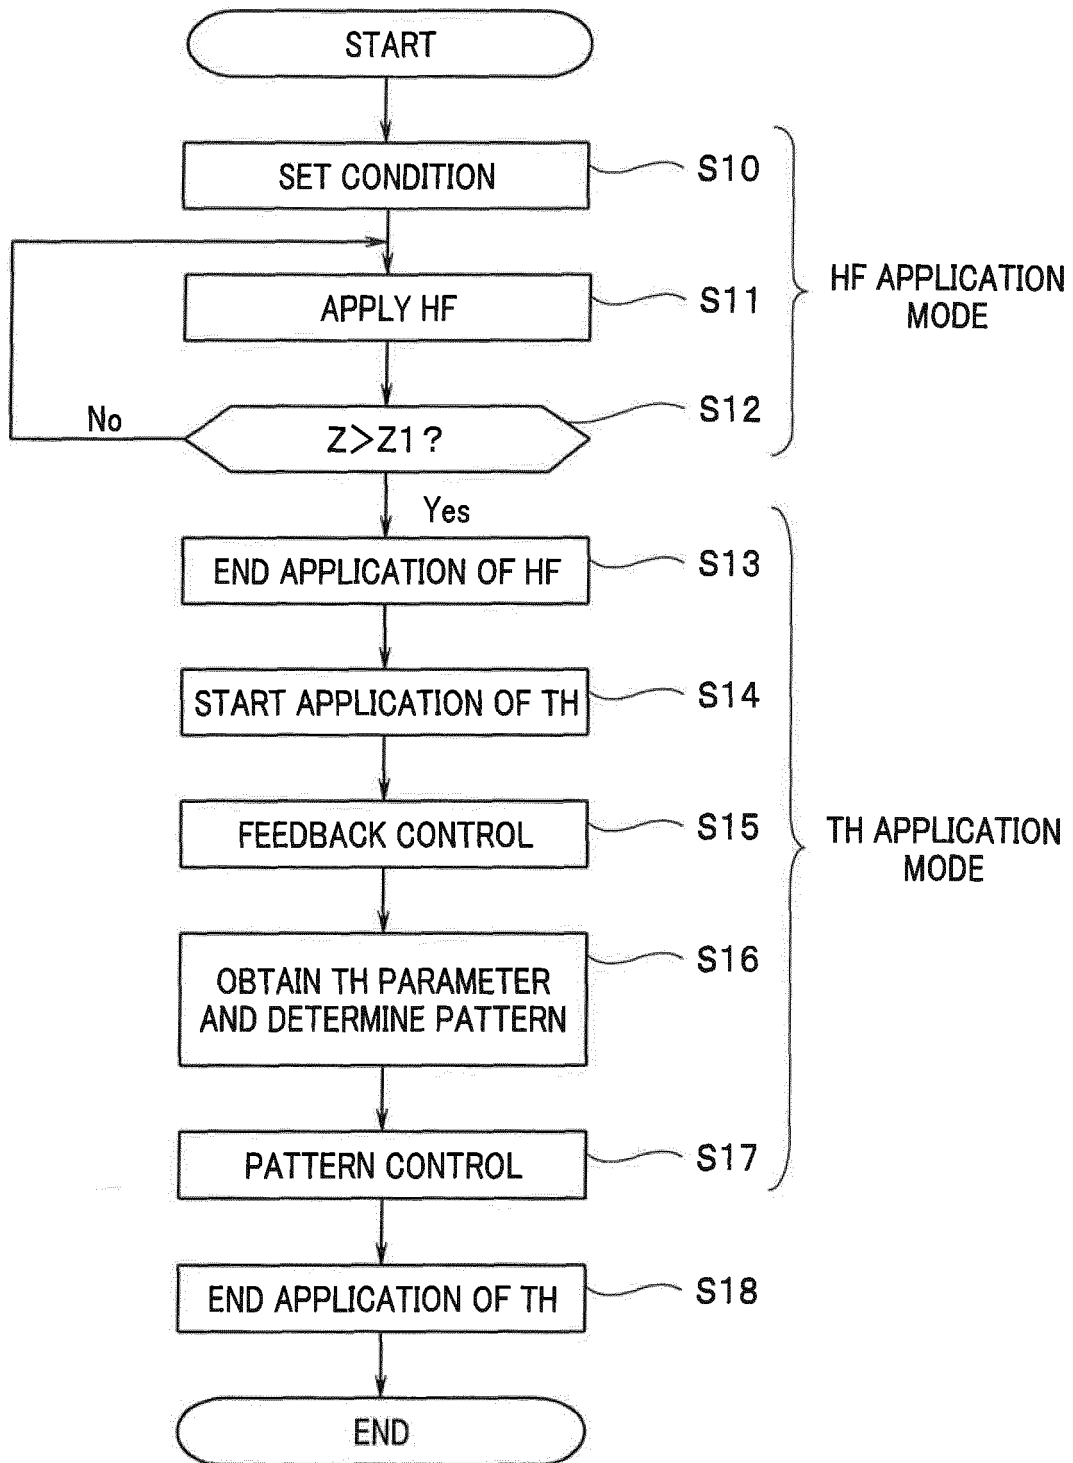 START
SET CONDITION
S10
APPLY HF
S11
HF APPLICATION
MODE
No
Z>Z1?
S12
Yes
END APPLICATION OF HF
S13
START APPLICATION OF TH
S14
FEEDBACK CONTROL
S15
TH APPLICATION
MODE
OBTAIN TH PARAMETER
AND DETERMINE PATTERN
S16
PATTERN CONTROL
S17
END APPLICATION OF TH
S18
END